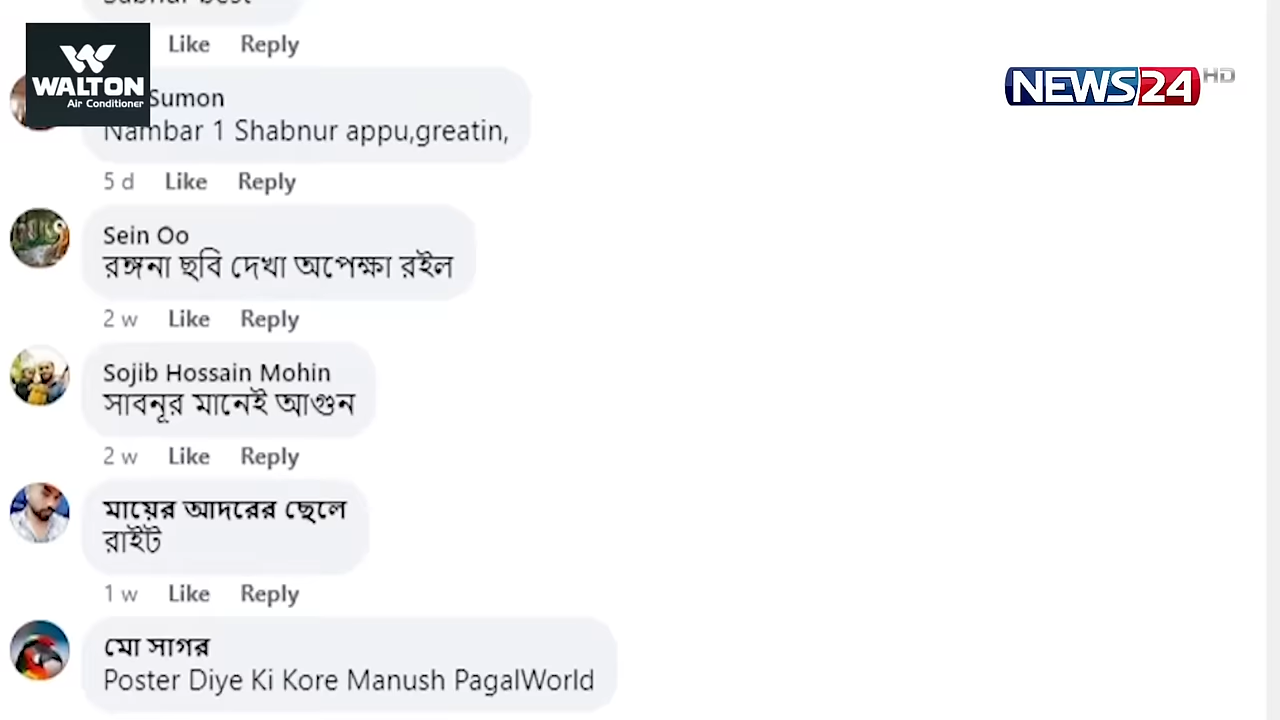 Like Reply
WALTON
Air Conditioner
NEWS24 HD
Sumon
Nambar 1 Shabnur appu,greatin,
5 d Like Reply
Sein Oo
রঙ্গনা ছবি দেখা অপেক্ষা রইল
2 w Like Reply
Sojib Hossain Mohin
সাবনূর মানেই আগুন
2 w Like Reply
মায়ের আদরের ছেলে
রাইট
1 w Like Reply
মো সাগর
Poster Diye Ki Kore Manush PagalWorld